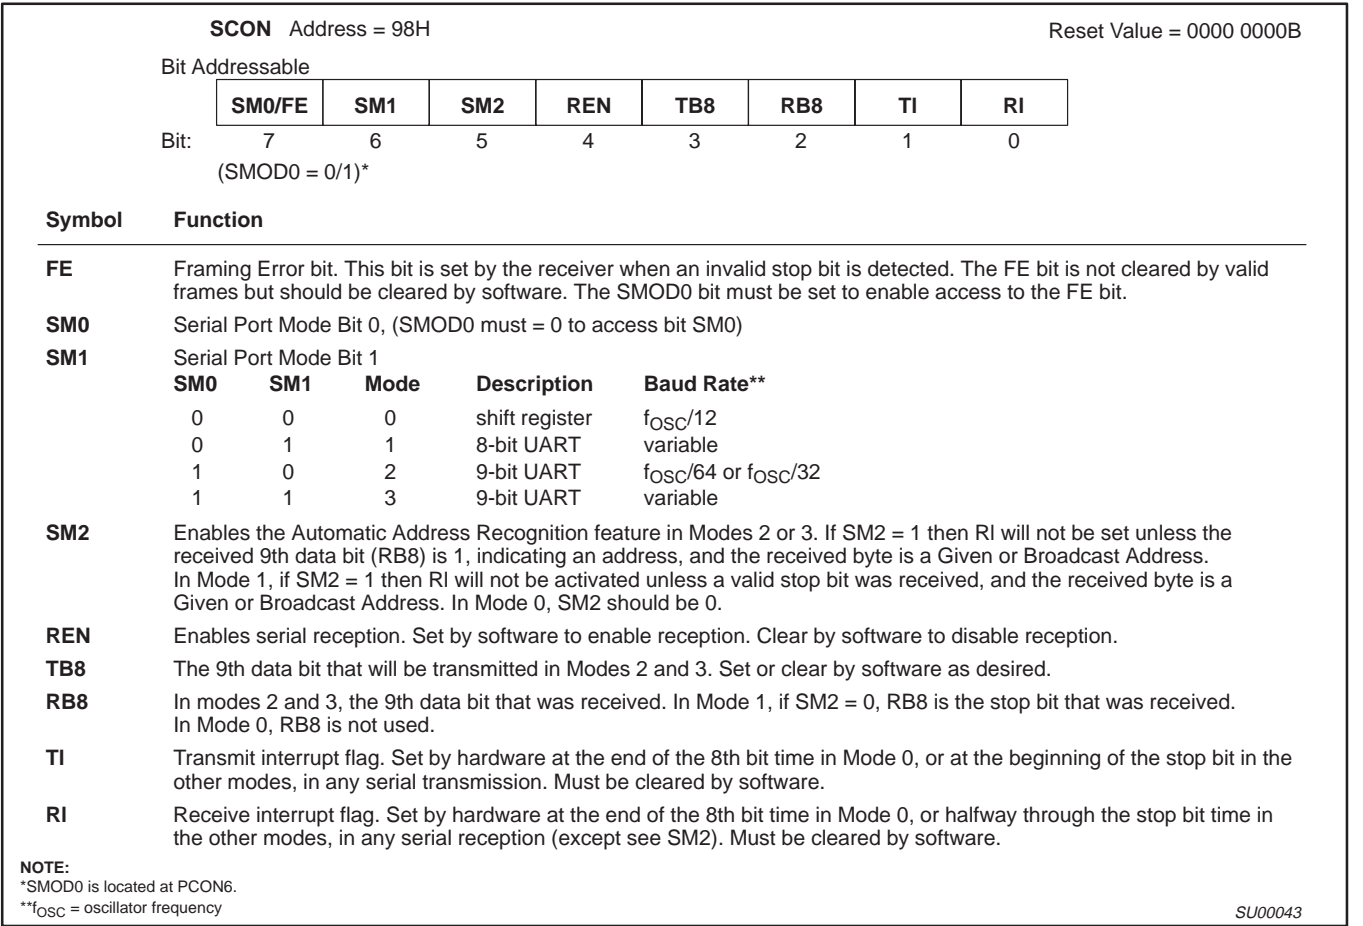 SCON Address = 98H Reset Value = 0000 0000B
Bit Addressable
SM0/FE SM1 SM2 REN TB8 RB8 TI RI
Bit: 7 6 5 4 3 2 1 0
(SMOD0 = 0/1)*
Symbol Function
FE Framing Error bit. This bit is set by the receiver when an invalid stop bit is detected. The FE bit is not cleared by valid
frames but should be cleared by software. The SMOD0 bit must be set to enable access to the FE bit.
SM0 Serial Port Mode Bit 0, (SMOD0 must = 0 to access bit SM0)
SM1 Serial Port Mode Bit 1
SM0 SM1 Mode Description Baud Rate**
0 0 0 shift register fOSC/12
0 1 1 8-bit UART variable
1 0 2 9-bit UART fOSC/64 or fOSC/32
1 1 3 9-bit UART variable
SM2 Enables the Automatic Address Recognition feature in Modes 2 or 3. If SM2 = 1 then RI will not be set unless the
received 9th data bit (RB8) is 1, indicating an address, and the received byte is a Given or Broadcast Address.
In Mode 1, if SM2 = 1 then RI will not be activated unless a valid stop bit was received, and the received byte is a
Given or Broadcast Address. In Mode 0, SM2 should be 0.
REN Enables serial reception. Set by software to enable reception. Clear by software to disable reception.
TB8 The 9th data bit that will be transmitted in Modes 2 and 3. Set or clear by software as desired.
RB8 In modes 2 and 3, the 9th data bit that was received. In Mode 1, if SM2 = 0, RB8 is the stop bit that was received.
In Mode 0, RB8 is not used.
TI Transmit interrupt flag. Set by hardware at the end of the 8th bit time in Mode 0, or at the beginning of the stop bit in the
other modes, in any serial transmission. Must be cleared by software.
RI Receive interrupt flag. Set by hardware at the end of the 8th bit time in Mode 0, or halfway through the stop bit time in
the other modes, in any serial reception (except see SM2). Must be cleared by software.
NOTE:
*SMOD0 is located at PCON6.
**fOSC = oscillator frequency SU00043